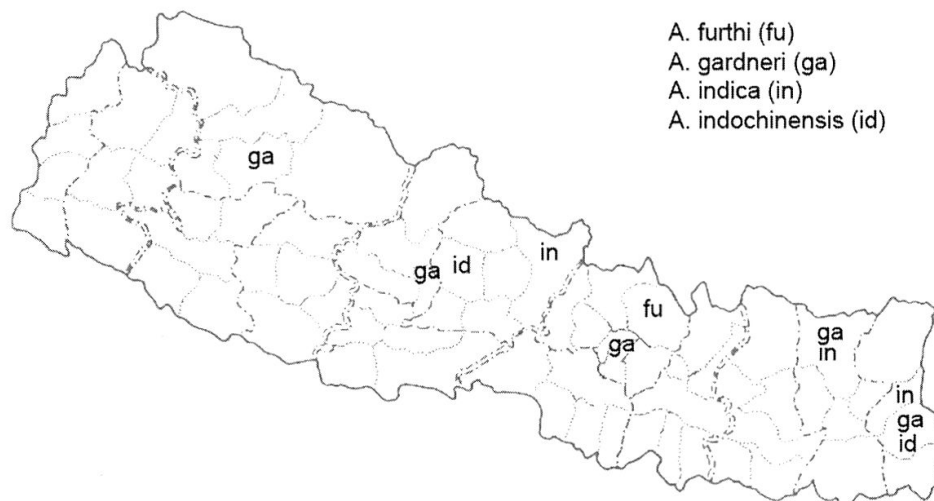 A. furthi (fu)
A. gardneri (ga)
A. indica (in)
A. indochinensis (id)
ga
ga id
in
fu
ga
ga
in
in
ga
id